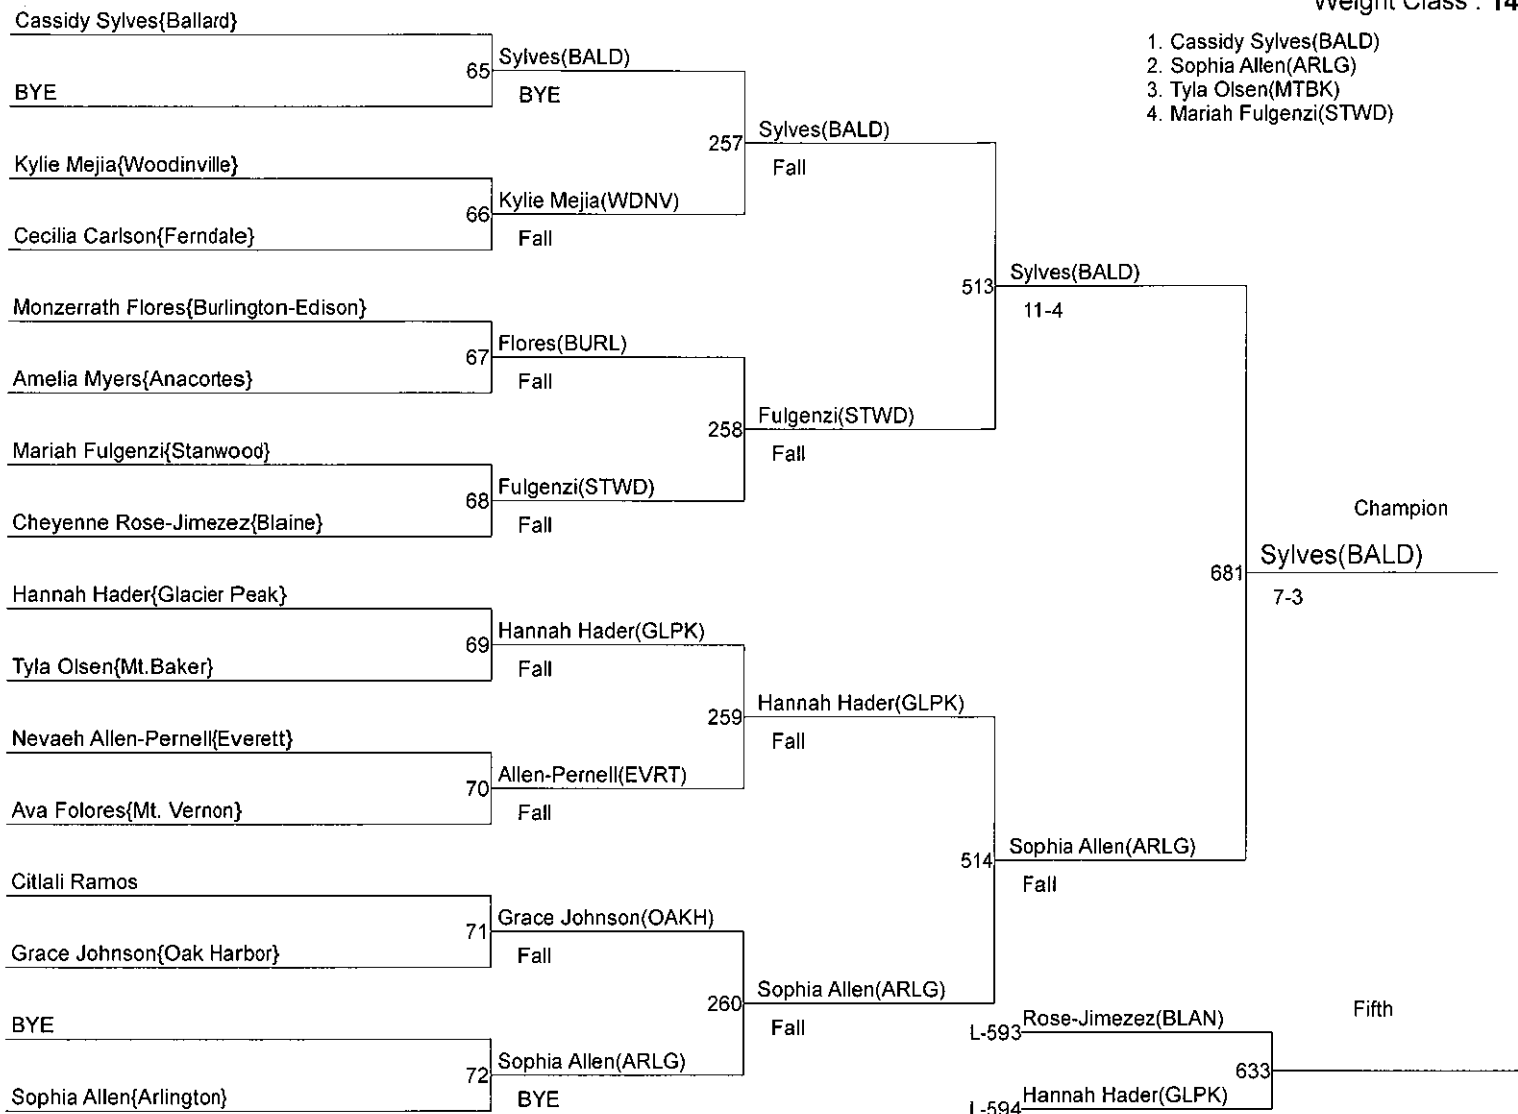 Weight Class : 14
Cassidy Sylves{Ballard}
1. Cassidy Sylves(BALD)
2. Sophia Allen(ARLG)
3. Tyla Olsen(MTBK)
4. Mariah Fulgenzi(STWD)
65 Sylves(BALD)
BYE
BYE
257 Sylves(BALD)
Fall
Kylie Mejia{Woodinville}
66 Kylie Mejia(WDNV)
Fall
Cecilia Carlson{Ferndale}
513 Sylves(BALD)
11-4
Monzerrath Flores{Burlington-Edison}
67 Flores(BURL)
Fall
Amelia Myers{Anacortes}
258 Fulgenzi(STWD)
Fall
Mariah Fulgenzi{Stanwood}
68 Fulgenzi(STWD)
Fall
Cheyenne Rose-Jimezez{Blaine}
Champion
681 Sylves(BALD)
7-3
Hannah Hader{Glacier Peak}
69 Hannah Hader(GLPK)
Fall
Tyla Olsen{Mt.Baker}
259 Hannah Hader(GLPK)
Fall
Nevaeh Allen-Pernell{Everett}
70 Allen-Pernell(EVRT)
Fall
Ava Folores{Mt. Vernon}
514 Sophia Allen(ARLG)
Fall
Citlali Ramos
71 Grace Johnson(OAKH)
Fall
Grace Johnson{Oak Harbor}
260 Sophia Allen(ARLG)
Fall
BYE
72 Sophia Allen(ARLG)
BYE
Sophia Allen{Arlington}
Fifth
L-593 Rose-Jimezez(BLAN)
633
L-594 Hannah Hader(GLPK)